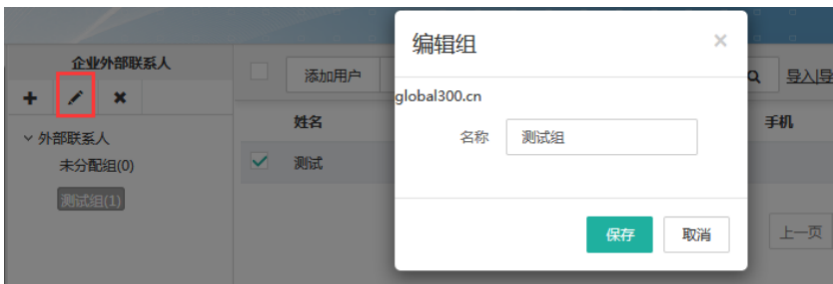 企业外部联系人
外部联系人
未分配组(0)
测试组(1)
添加用户
导入|导
姓名
手机
测试
上一页
编辑组
×
global300.cn
名称
测试组
保存
取消